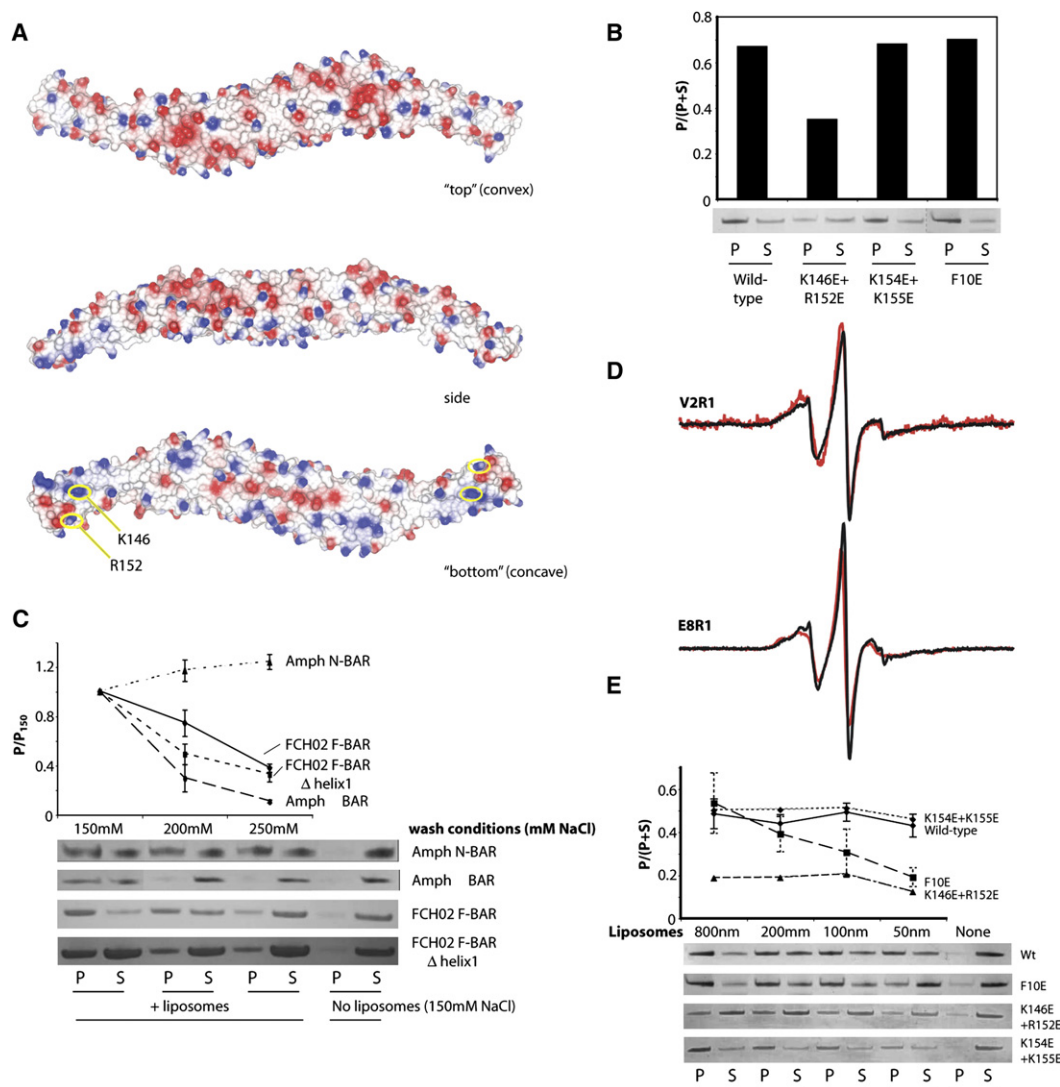 A
"top" (convex)
side
K146
R152
"bottom" (concave)
B
P/(P+S)
0.8
0.6
0.4
0.2
0
P S P S P S P S
Wild-
type
K146E+
R152E
K154E+
K155E
F10E
C
P/P150
1.2
0.8
0.4
0
Amph N-BAR
FCH02 F-BAR
FCH02 F-BAR
Δ helix1
Amph BAR
150mM 200mM 250mM
wash conditions (mM NaCl)
Amph N-BAR
Amph BAR
FCH02 F-BAR
FCH02 F-BAR
Δ helix1
P S P S P S P S
+ liposomes
No liposomes (150mM NaCl)
D
V2R1
E8R1
E
P/(P+S)
0.6
0.4
0.2
0
K154E+K155E
Wild-type
F10E
K146E+R152E
Liposomes 800nm 200mm 100nm 50nm None
Wt
F10E
K146E
+R152E
K154E
+K155E
P S P S P S P S P S